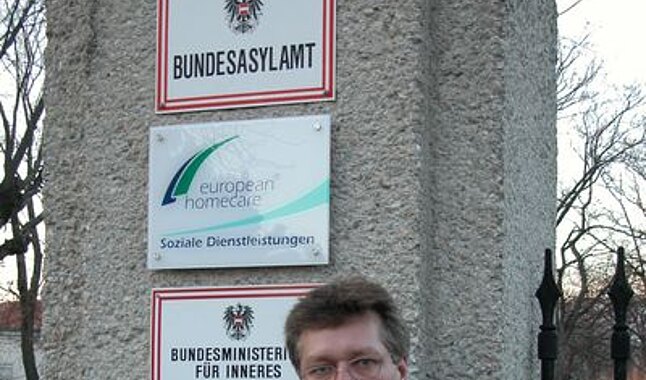 BUNDESASYLAMT
european
homecare
Soziale Dienstleistungen
BUNDESMINISTERI
FÜR INNERES